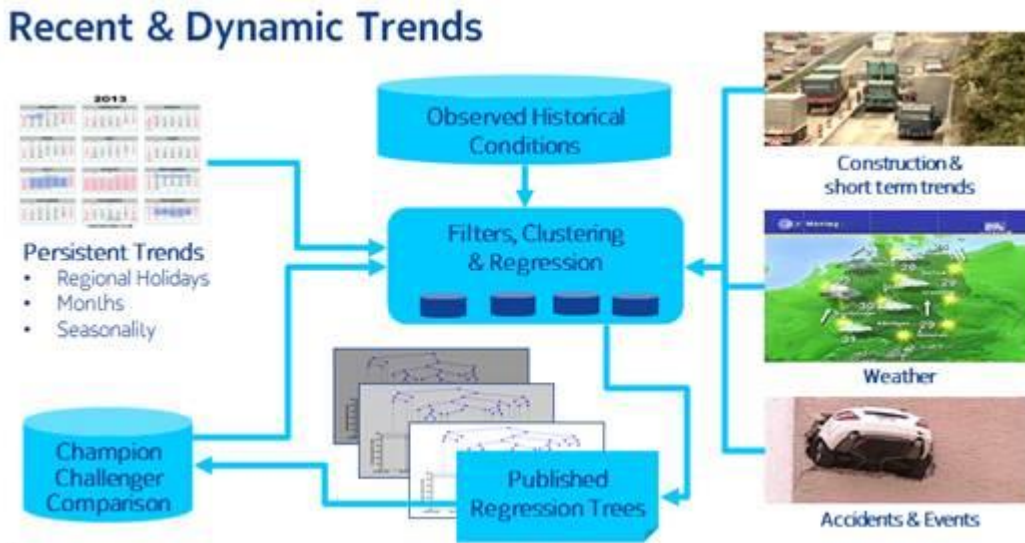 Recent & Dynamic Trends
2013
Observed Historical
Conditions
Construction &
short term trends
Persistent Trends
• Regional Holidays
• Months
• Seasonality
Filters, Clustering
& Regression
Weather
Champion
Challenger
Comparison
Published
Regression Trees
Accidents & Events